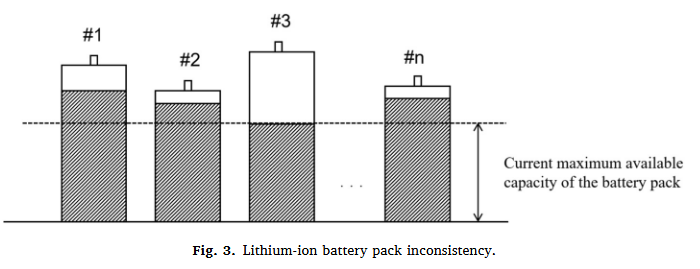 #1
#2
#3
#n
. . .
Current maximum available
capacity of the battery pack
Fig. 3. Lithium-ion battery pack inconsistency.